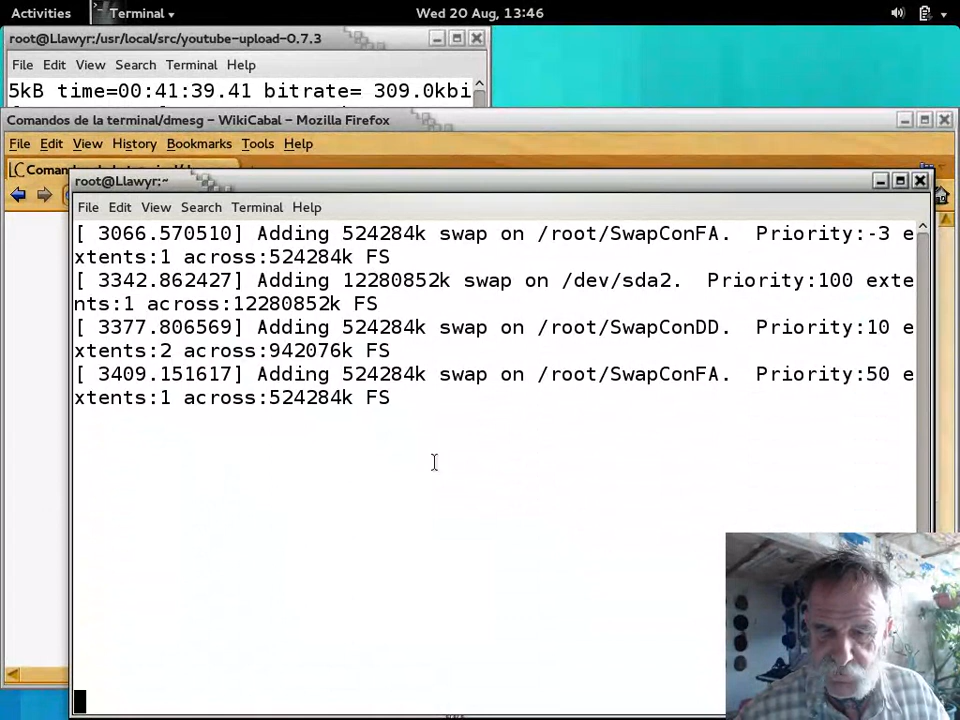 Activities Terminal Wed 20 Aug, 13:46
root@Llawyr:/usr/local/src/youtube-upload-0.7.3
File Edit View Search Terminal Help
5kB time=00:41:39.41 bitrate= 309.0kbi
Comandos de la terminal/dmesg – WikiCabal – Mozilla Firefox
File Edit View History Bookmarks Tools Help
root@Llawyr:~
File Edit View Search Terminal Help
[ 3066.570510] Adding 524284k swap on /root/SwapConFA.  Priority:-3 e
xtents:1 across:524284k FS
[ 3342.862427] Adding 12280852k swap on /dev/sda2.  Priority:100 exte
nts:1 across:12280852k FS
[ 3377.806569] Adding 524284k swap on /root/SwapConDD.  Priority:10 e
xtents:2 across:942076k FS
[ 3409.151617] Adding 524284k swap on /root/SwapConFA.  Priority:50 e
xtents:1 across:524284k FS